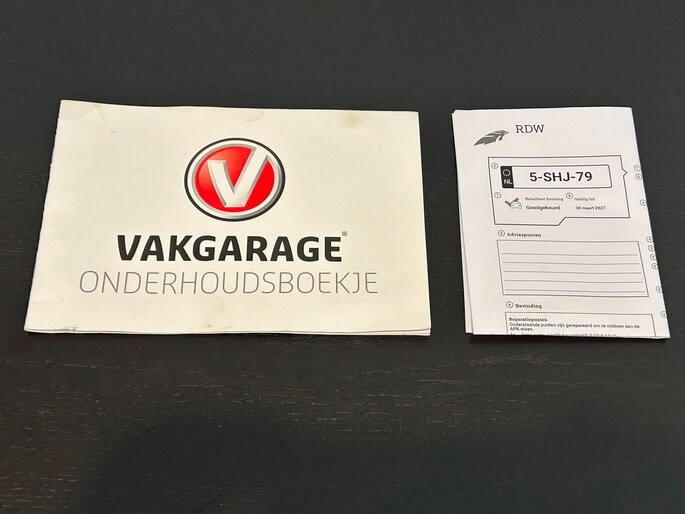 V
VAKGARAGE®
ONDERHOUDSBOEKJE
RDW
NL
5-SHJ-79
Resultaat keuring
Geldig tot
Goedgekeurd
30 maart 2027
Adviespunten
Bevinding
Reparatiepunten
Onderstaande punten zijn gerepareerd om te voldoen aan de
APK-eisen.